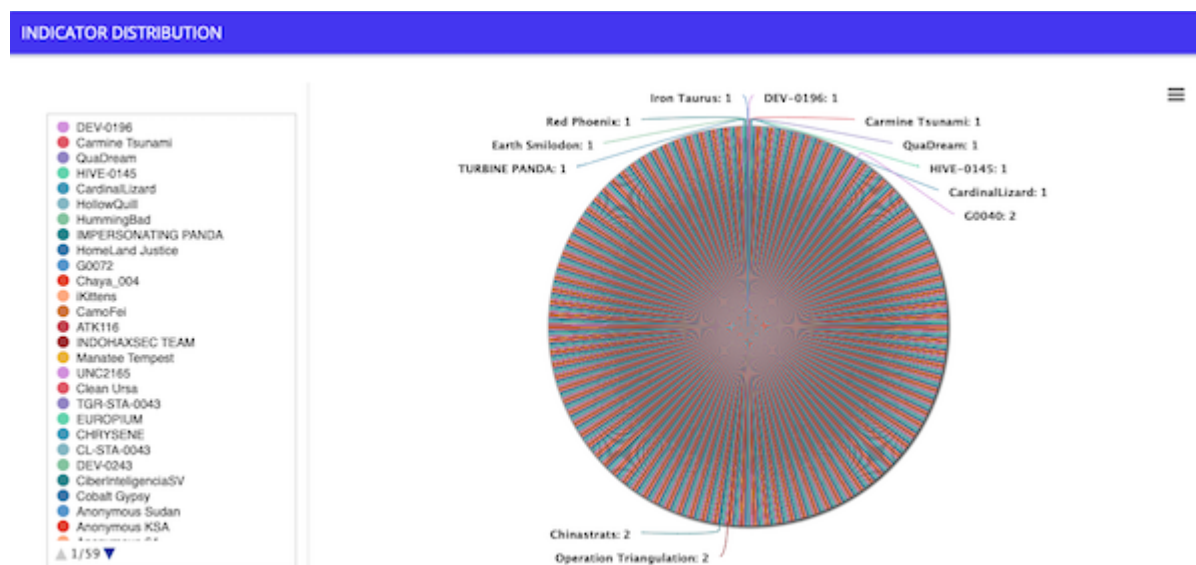 INDICATOR DISTRIBUTION
DEV-0196
Carmine Tsunami
QuaDream
HIVE-0145
CardinalLizard
HollowQuill
HummingBad
IMPERSONATING PANDA
HomeLand Justice
G0072
Chaya_004
IKittens
CamoFei
ATK116
INDOHAXSEC TEAM
Manatee Tempest
UNC2165
Clean Ursa
TGR-STA-0043
EUROPIUM
CHRYSENE
CL-STA-0043
DEV-0243
CiberInteligenciaSV
Cobalt Gypsy
Anonymous Sudan
Anonymous KSA
1/59
Iron Taurus: 1
DEV-0196: 1
Red Phoenix: 1
Carmine Tsunami: 1
Earth Smilodon: 1
QuaDream: 1
TURBINE PANDA: 1
HIVE-0145: 1
CardinalLizard: 1
G0040: 2
Chinastrats: 2
Operation Triangulation: 2